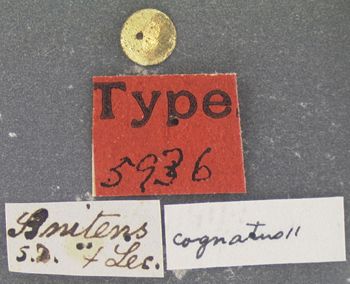 Type
5936
S nitens
S.D. " + Lec.
cognatus